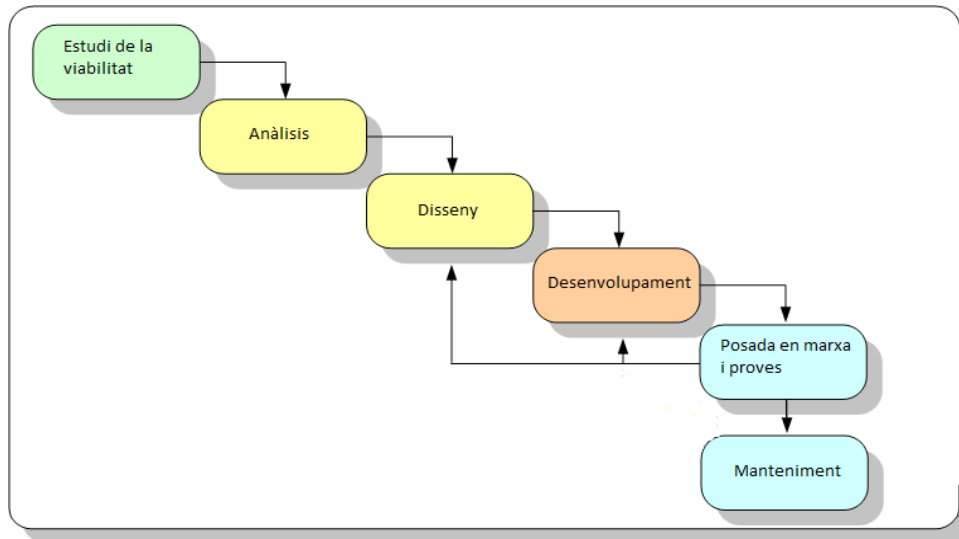 Estudi de la
viabilitat
Anàlisis
Disseny
Desenvolupament
Posada en marxa
i proves
Manteniment